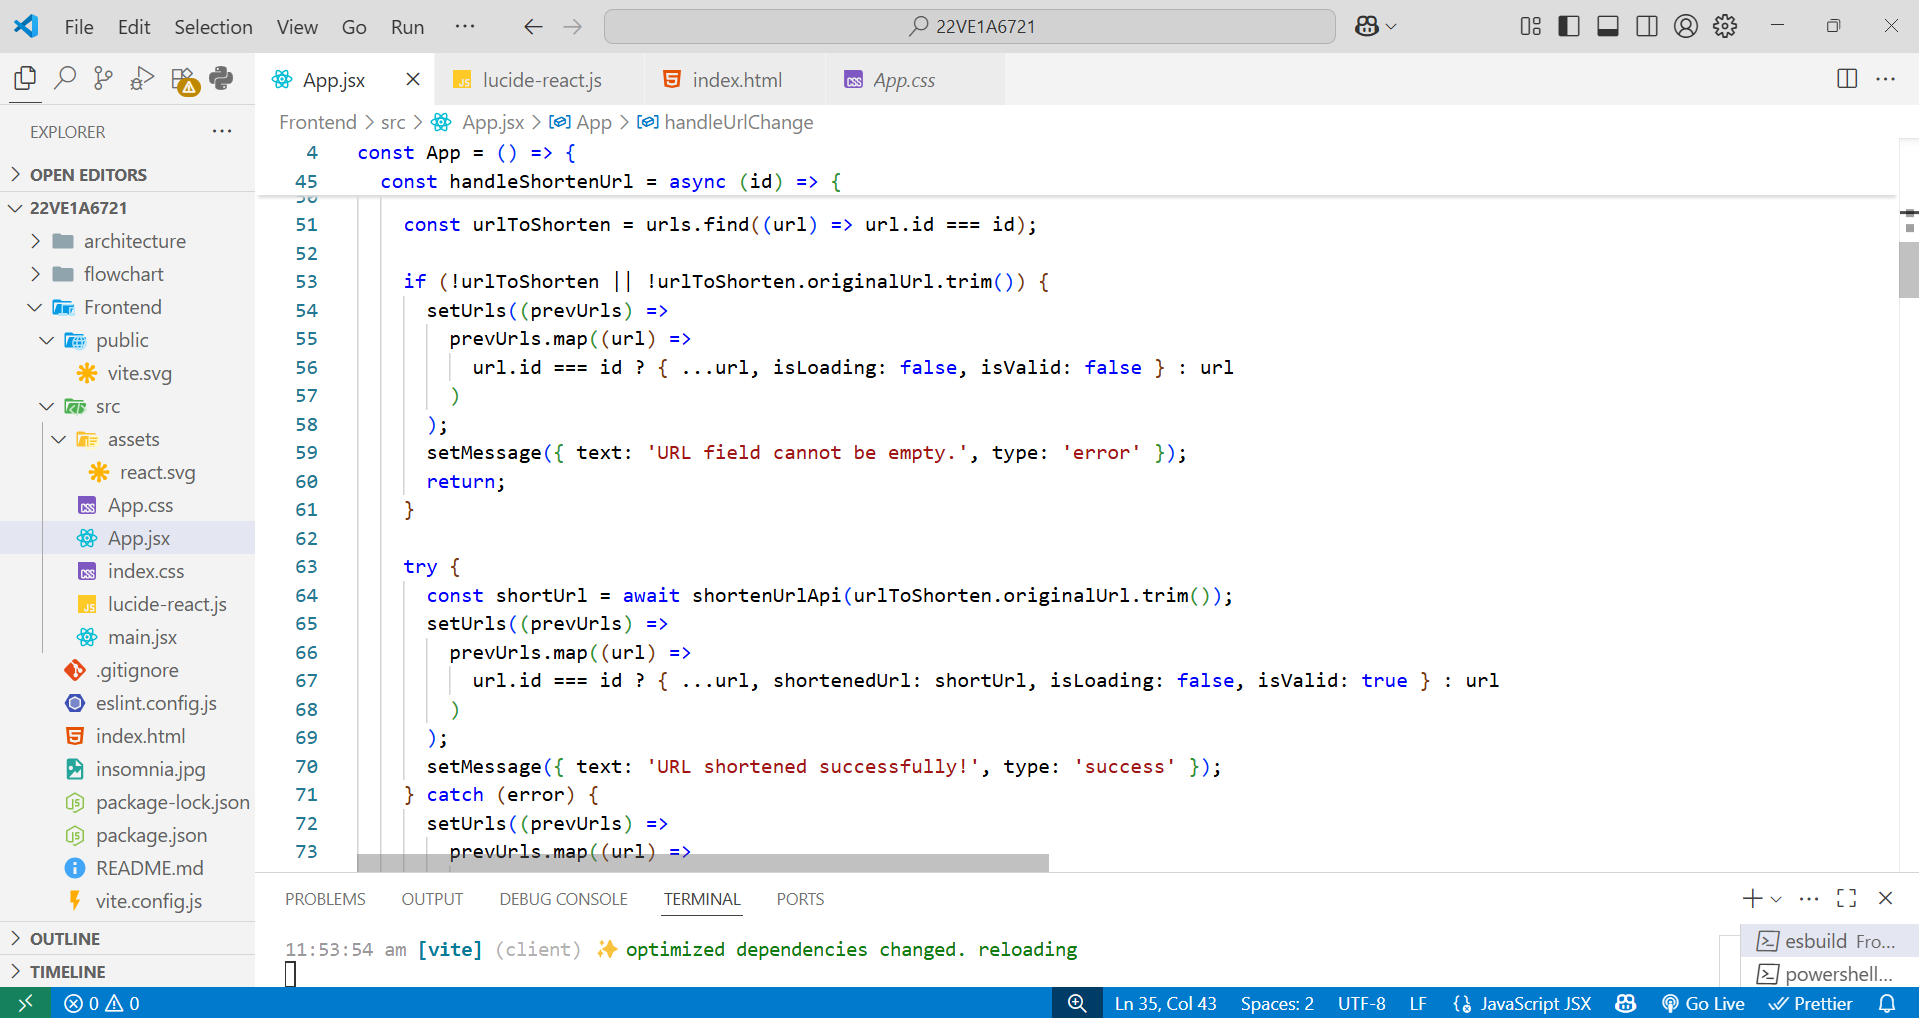 File Edit Selection View Go Run ··· 22VE1A6721
App.jsx lucide-react.js index.html App.css
EXPLORER
OPEN EDITORS
22VE1A6721
architecture
flowchart
Frontend
public
vite.svg
src
assets
react.svg
App.css
App.jsx
index.css
lucide-react.js
main.jsx
.gitignore
eslint.config.js
index.html
insomnia.jpg
package-lock.json
package.json
README.md
vite.config.js
OUTLINE
TIMELINE
Frontend > src > App.jsx > App > handleUrlChange
4 const App = () => {
45 const handleShortenUrl = async (id) => {
50
51 const urlToShorten = urls.find((url) => url.id === id);
52
53 if (!urlToShorten || !urlToShorten.originalUrl.trim()) {
54 setUrls((prevUrls) =>
55 prevUrls.map((url) =>
56 url.id === id ? { ...url, isLoading: false, isValid: false } : url
57 )
58 );
59 setMessage({ text: 'URL field cannot be empty.', type: 'error' });
60 return;
61 }
62
63 try {
64 const shortUrl = await shortenUrlApi(urlToShorten.originalUrl.trim());
65 setUrls((prevUrls) =>
66 prevUrls.map((url) =>
67 url.id === id ? { ...url, shortenedUrl: shortUrl, isLoading: false, isValid: true } : url
68 )
69 );
70 setMessage({ text: 'URL shortened successfully!', type: 'success' });
71 } catch (error) {
72 setUrls((prevUrls) =>
73 prevUrls.map((url) =>
PROBLEMS OUTPUT DEBUG CONSOLE TERMINAL PORTS
11:53:54 am [vite] (client) ✨ optimized dependencies changed. reloading
esbuild Fro...
powershell...
0 0 Ln 35, Col 43 Spaces: 2 UTF-8 LF JavaScript JSX Go Live Prettier